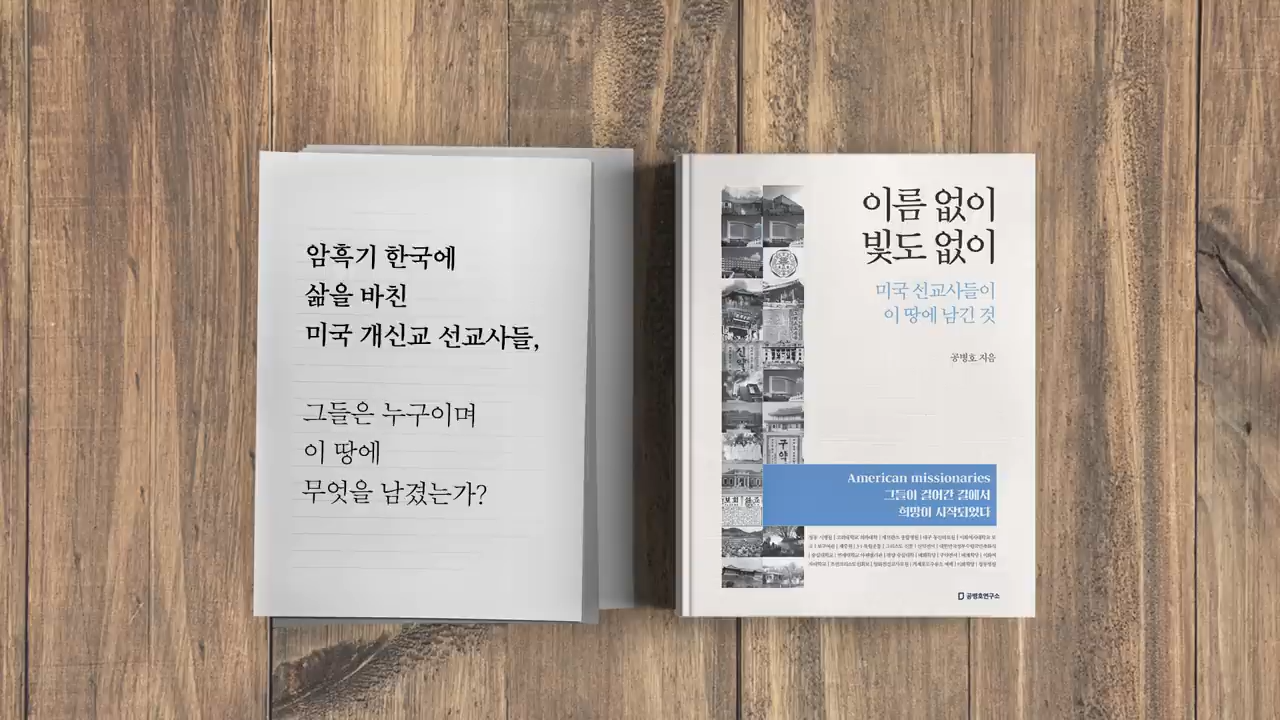 암흑기 한국에
삶을 바친
미국 개신교 선교사들,
그들은 누구이며
이 땅에
무엇을 남겼는가?
이름 없이
빛도 없이
미국 선교사들이
이 땅에 남긴 것
공병호 지음
구약
American missionaries
그들이 걸어간 길에서
희망이 시작되었다
공병호연구소